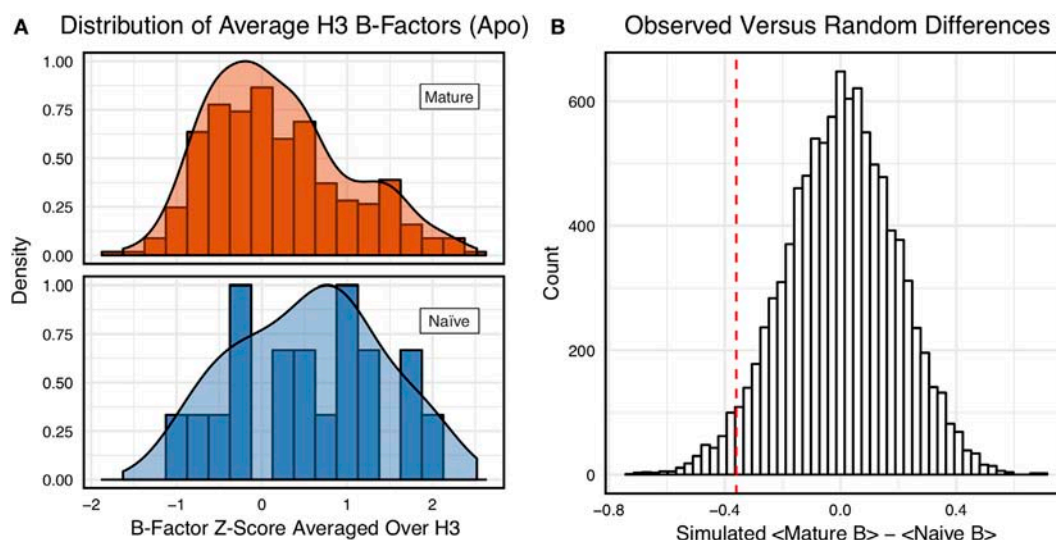 A Distribution of Average H3 B-Factors (Apo)
Mature
1.00
0.75
0.50
0.25
0.00
Naïve
1.00
0.75
0.50
0.25
0.00
Density
−2 −1 0 1 2
B-Factor Z-Score Averaged Over H3
B Observed Versus Random Differences
600
400
200
0
Count
−0.8 −0.4 0.0 0.4
Simulated <Mature B> − <Naive B>